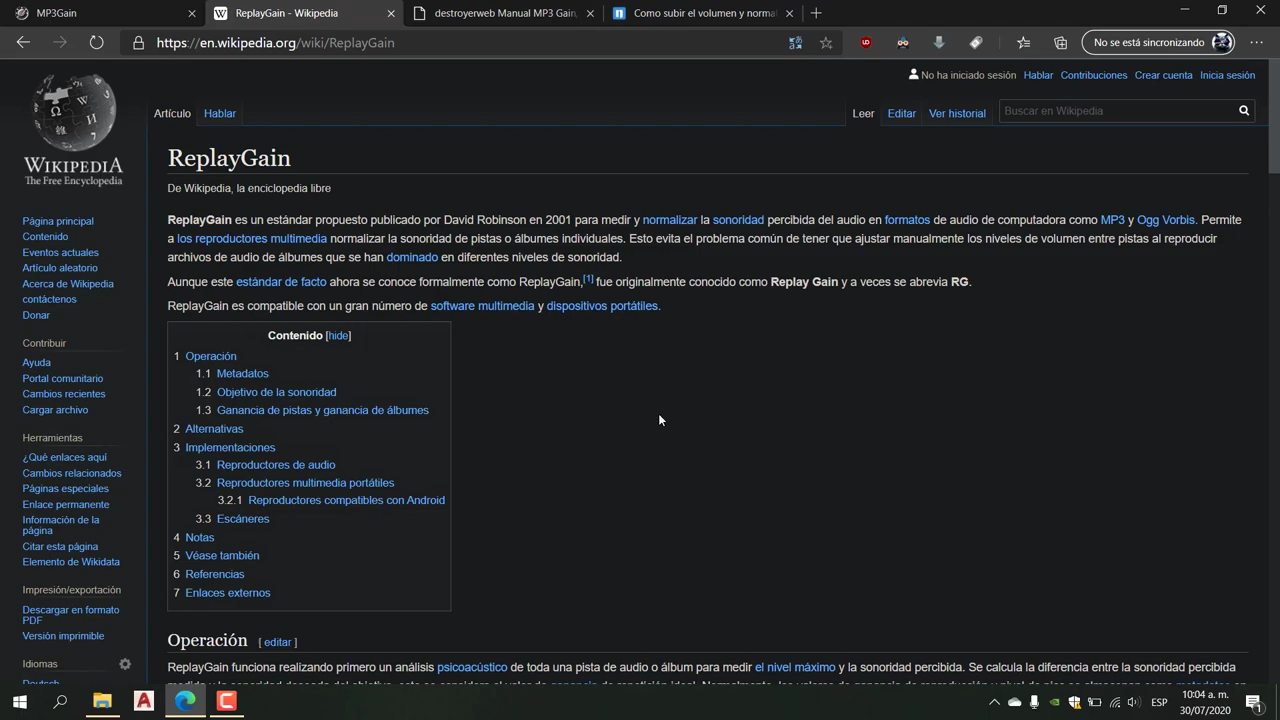 MP3Gain
ReplayGain - Wikipedia
destroyerweb Manual MP3 Gain,
Como subir el volumen y normal
https://en.wikipedia.org/wiki/ReplayGain
No se está sincronizando
No ha iniciado sesión Hablar Contribuciones Crear cuenta Inicia sesión
Artículo Hablar Leer Editar Ver historial Buscar en Wikipedia
WIKIPEDIA
The Free Encyclopedia
Página principal
Contenido
Eventos actuales
Artículo aleatorio
Acerca de Wikipedia
contáctenos
Donar
Contribuir
Ayuda
Portal comunitario
Cambios recientes
Cargar archivo
Herramientas
¿Qué enlaces aquí
Cambios relacionados
Páginas especiales
Enlace permanente
Información de la
página
Citar esta página
Elemento de Wikidata
Impresión/exportación
Descargar en formato
PDF
Versión imprimible
Idiomas
Deutsch
ReplayGain
De Wikipedia, la enciclopedia libre
ReplayGain es un estándar propuesto publicado por David Robinson en 2001 para medir y normalizar la sonoridad percibida del audio en formatos de audio de computadora como MP3 y Ogg Vorbis. Permite
a los reproductores multimedia normalizar la sonoridad de pistas o álbumes individuales. Esto evita el problema común de tener que ajustar manualmente los niveles de volumen entre pistas al reproducir
archivos de audio de álbumes que se han dominado en diferentes niveles de sonoridad.
Aunque este estándar de facto ahora se conoce formalmente como ReplayGain,[1] fue originalmente conocido como Replay Gain y a veces se abrevia RG.
ReplayGain es compatible con un gran número de software multimedia y dispositivos portátiles.
Contenido [hide]
1 Operación
1.1 Metadatos
1.2 Objetivo de la sonoridad
1.3 Ganancia de pistas y ganancia de álbumes
2 Alternativas
3 Implementaciones
3.1 Reproductores de audio
3.2 Reproductores multimedia portátiles
3.2.1 Reproductores compatibles con Android
3.3 Escáneres
4 Notas
5 Véase también
6 Referencias
7 Enlaces externos
Operación [ editar ]
ReplayGain funciona realizando primero un análisis psicoacústico de toda una pista de audio o álbum para medir el nivel máximo y la sonoridad percibida. Se calcula la diferencia entre la sonoridad percibida
ESP
10:04 a. m.
30/07/2020
1